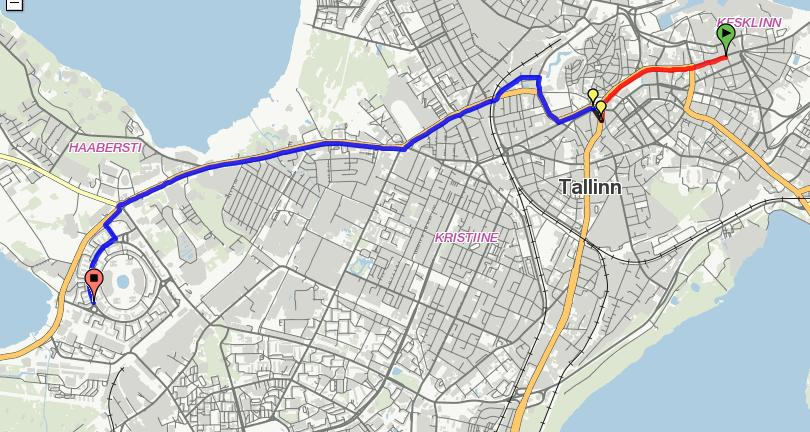 KESKLINN
HAABERSTI
Tallinn
KRISTIINE